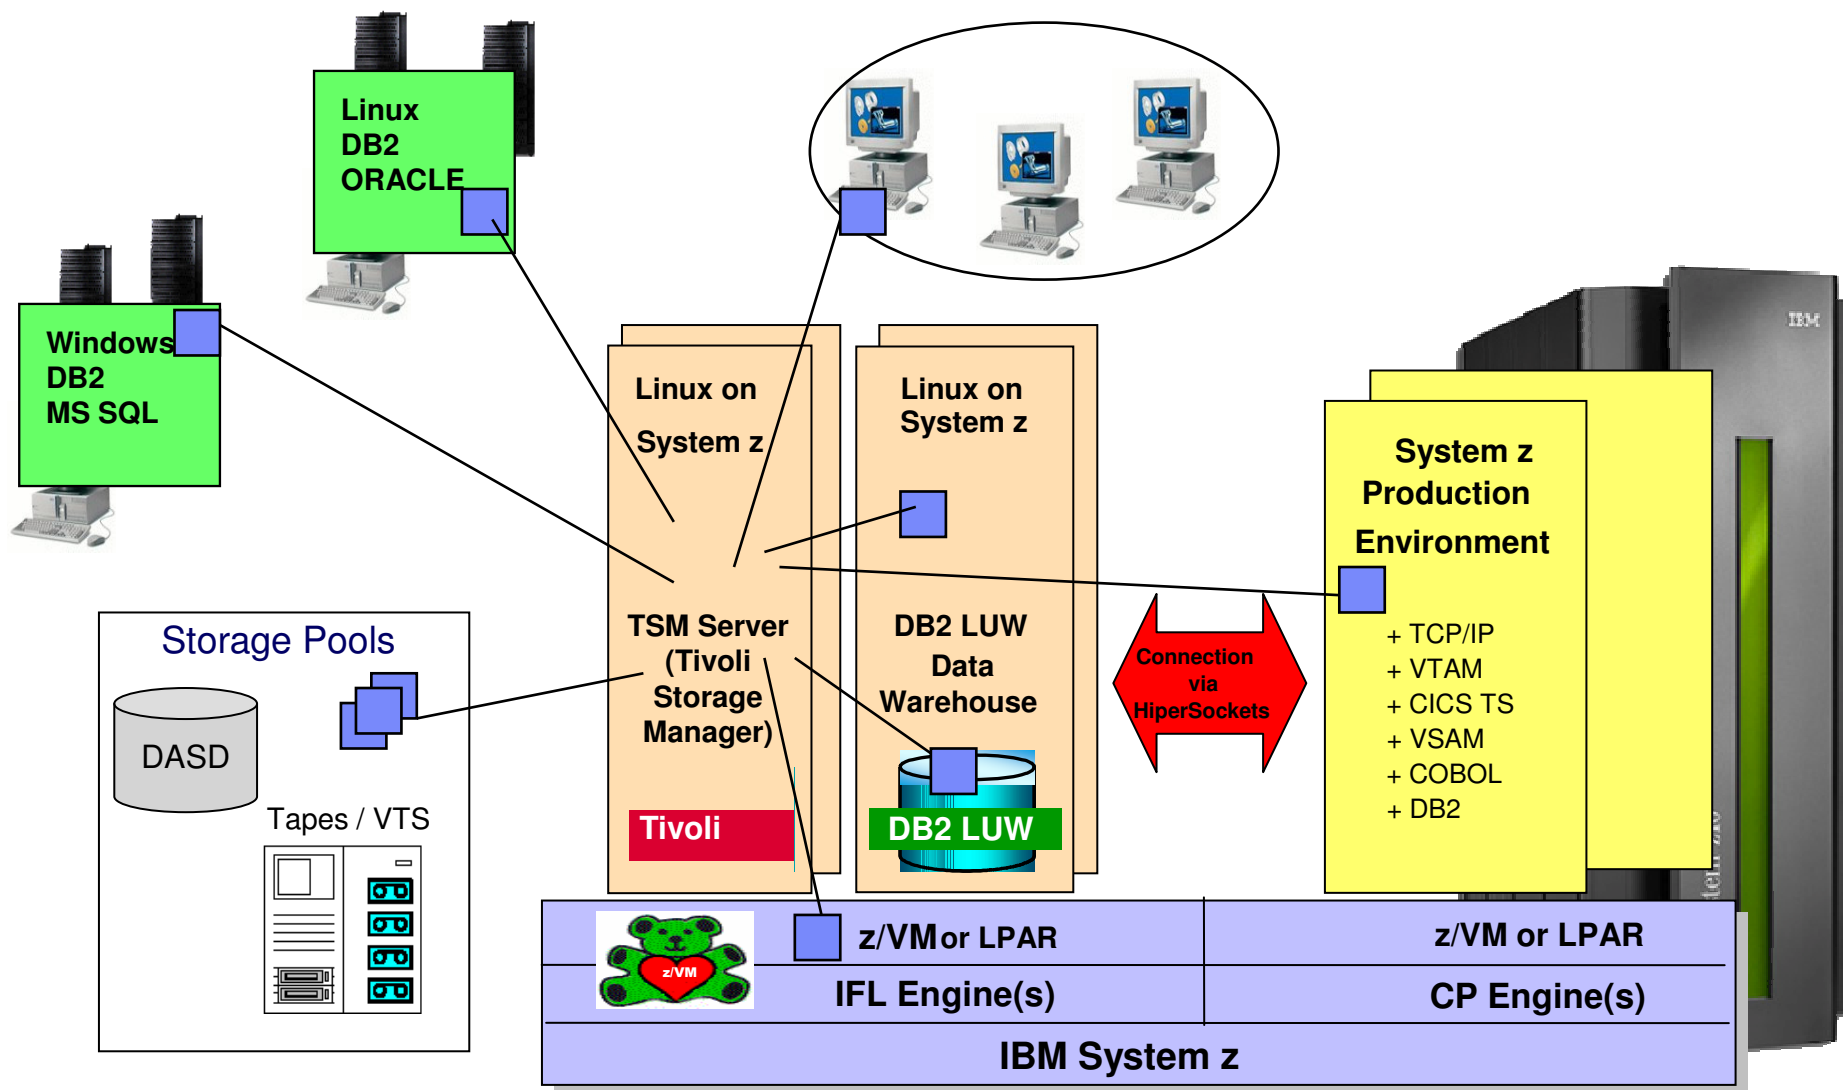 Linux
DB2
ORACLE
Windows
DB2
MS SQL
IBM
Linux on
System z
TSM Server
(Tivoli
Storage
Manager)
Tivoli
Linux on
System z
DB2 LUW
Data
Warehouse
DB2 LUW
Connection
via
HiperSockets
System z
Production
Environment
+ TCP/IP
+ VTAM
+ CICS TS
+ VSAM
+ COBOL
+ DB2
Storage Pools
DASD
Tapes / VTS
z/VM
z/VM or LPAR
z/VM or LPAR
IFL Engine(s)
CP Engine(s)
IBM System z